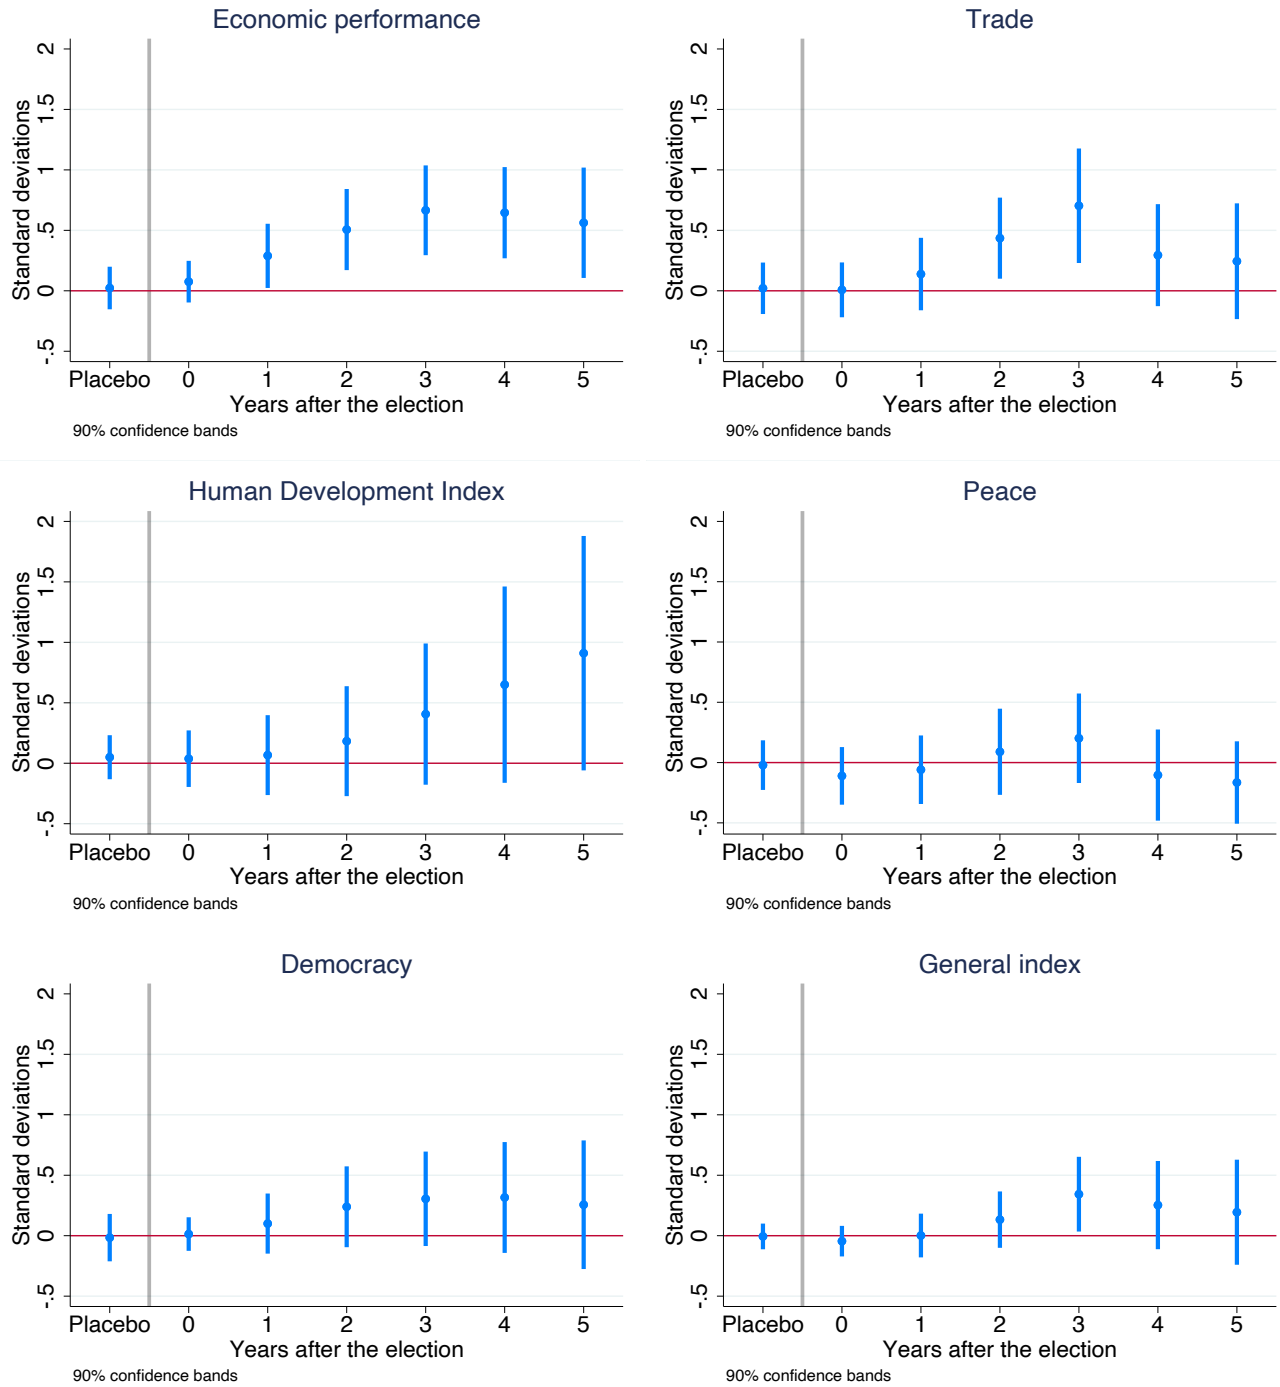 Economic performance
Standard deviations
2
1.5
1
.5
0
-.5
Placebo 0 1 2 3 4 5
Years after the election
90% confidence bands
Trade
Standard deviations
2
1.5
1
.5
0
-.5
Placebo 0 1 2 3 4 5
Years after the election
90% confidence bands
Human Development Index
Standard deviations
2
1.5
1
.5
0
-.5
Placebo 0 1 2 3 4 5
Years after the election
90% confidence bands
Peace
Standard deviations
2
1.5
1
.5
0
-.5
Placebo 0 1 2 3 4 5
Years after the election
90% confidence bands
Democracy
Standard deviations
2
1.5
1
.5
0
-.5
Placebo 0 1 2 3 4 5
Years after the election
90% confidence bands
General index
Standard deviations
2
1.5
1
.5
0
-.5
Placebo 0 1 2 3 4 5
Years after the election
90% confidence bands